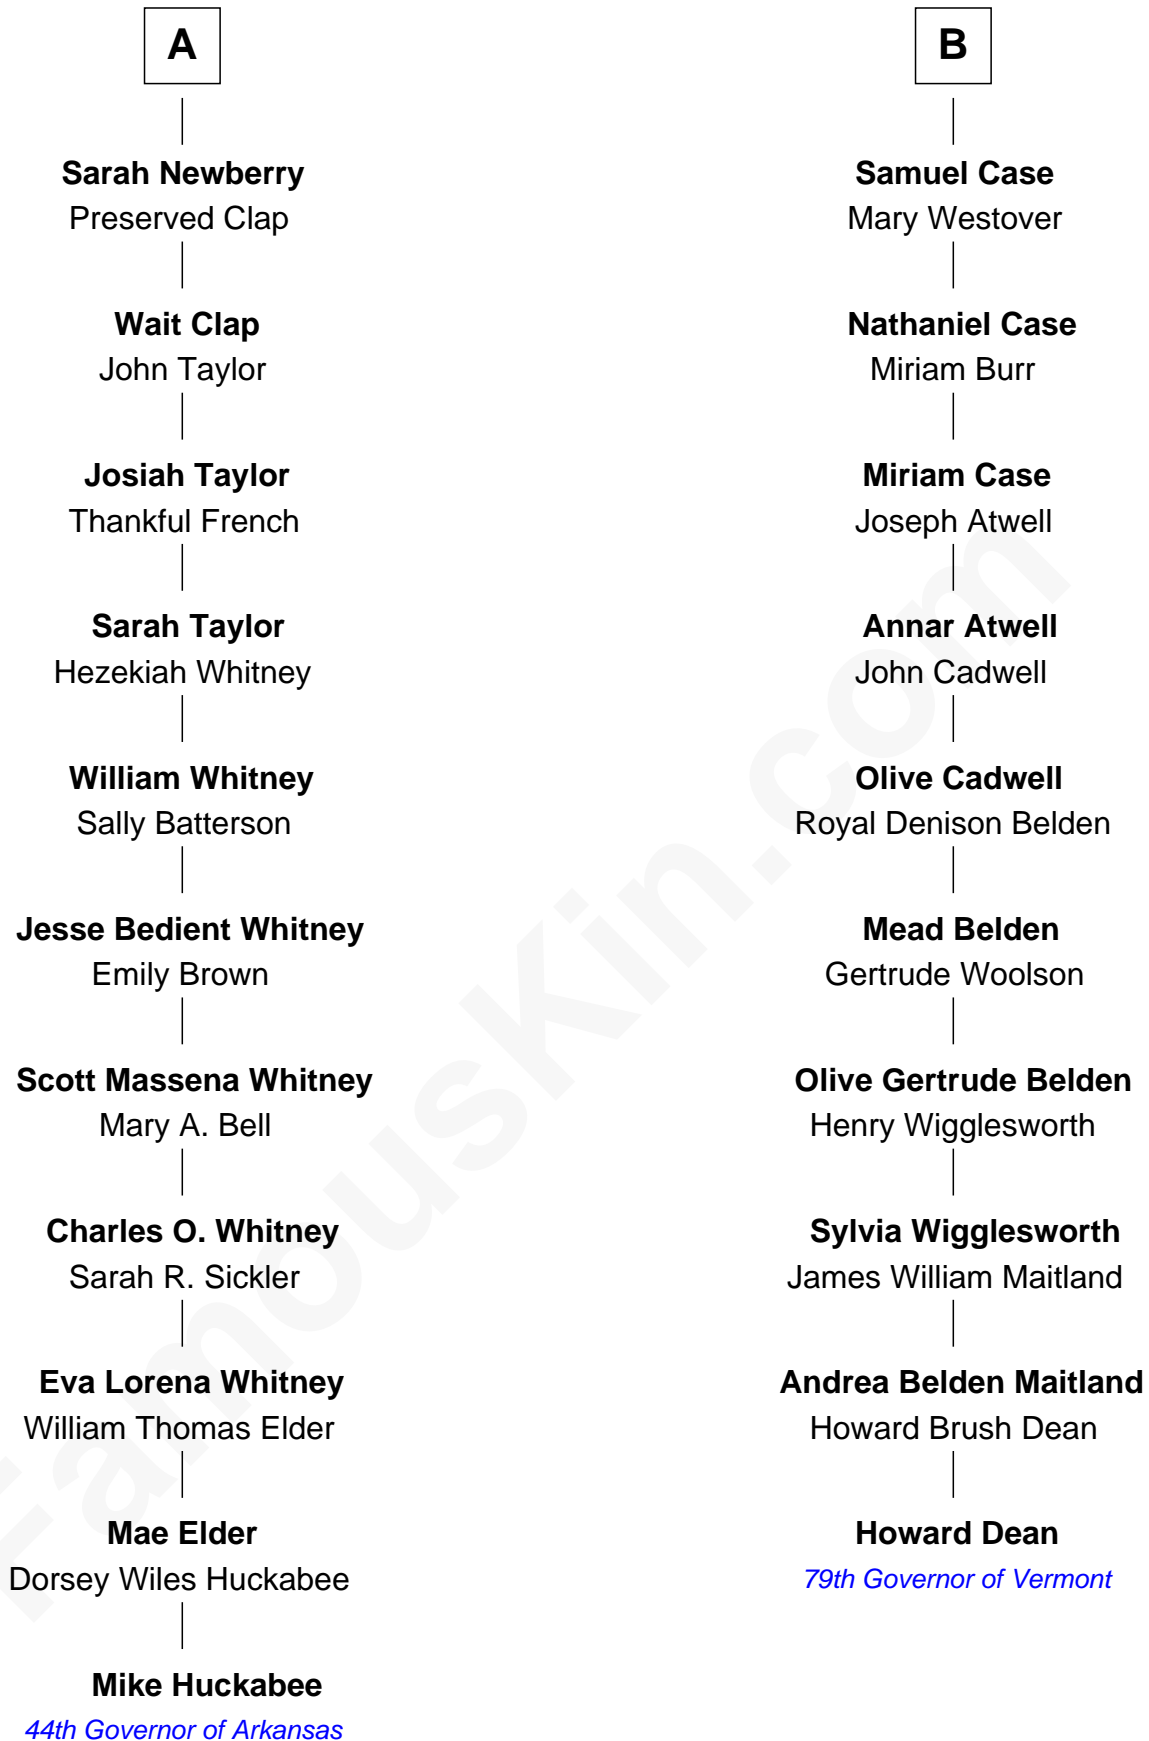 A
Sarah Newberry
Preserved Clap
Wait Clap
John Taylor
Josiah Taylor
Thankful French
Sarah Taylor
Hezekiah Whitney
William Whitney
Sally Batterson
Jesse Bedient Whitney
Emily Brown
Scott Massena Whitney
Mary A. Bell
Charles O. Whitney
Sarah R. Sickler
Eva Lorena Whitney
William Thomas Elder
Mae Elder
Dorsey Wiles Huckabee
Mike Huckabee
44th Governor of Arkansas
B
Samuel Case
Mary Westover
Nathaniel Case
Miriam Burr
Miriam Case
Joseph Atwell
Annar Atwell
John Cadwell
Olive Cadwell
Royal Denison Belden
Mead Belden
Gertrude Woolson
Olive Gertrude Belden
Henry Wigglesworth
Sylvia Wigglesworth
James William Maitland
Andrea Belden Maitland
Howard Brush Dean
Howard Dean
79th Governor of Vermont
FamousKin.com